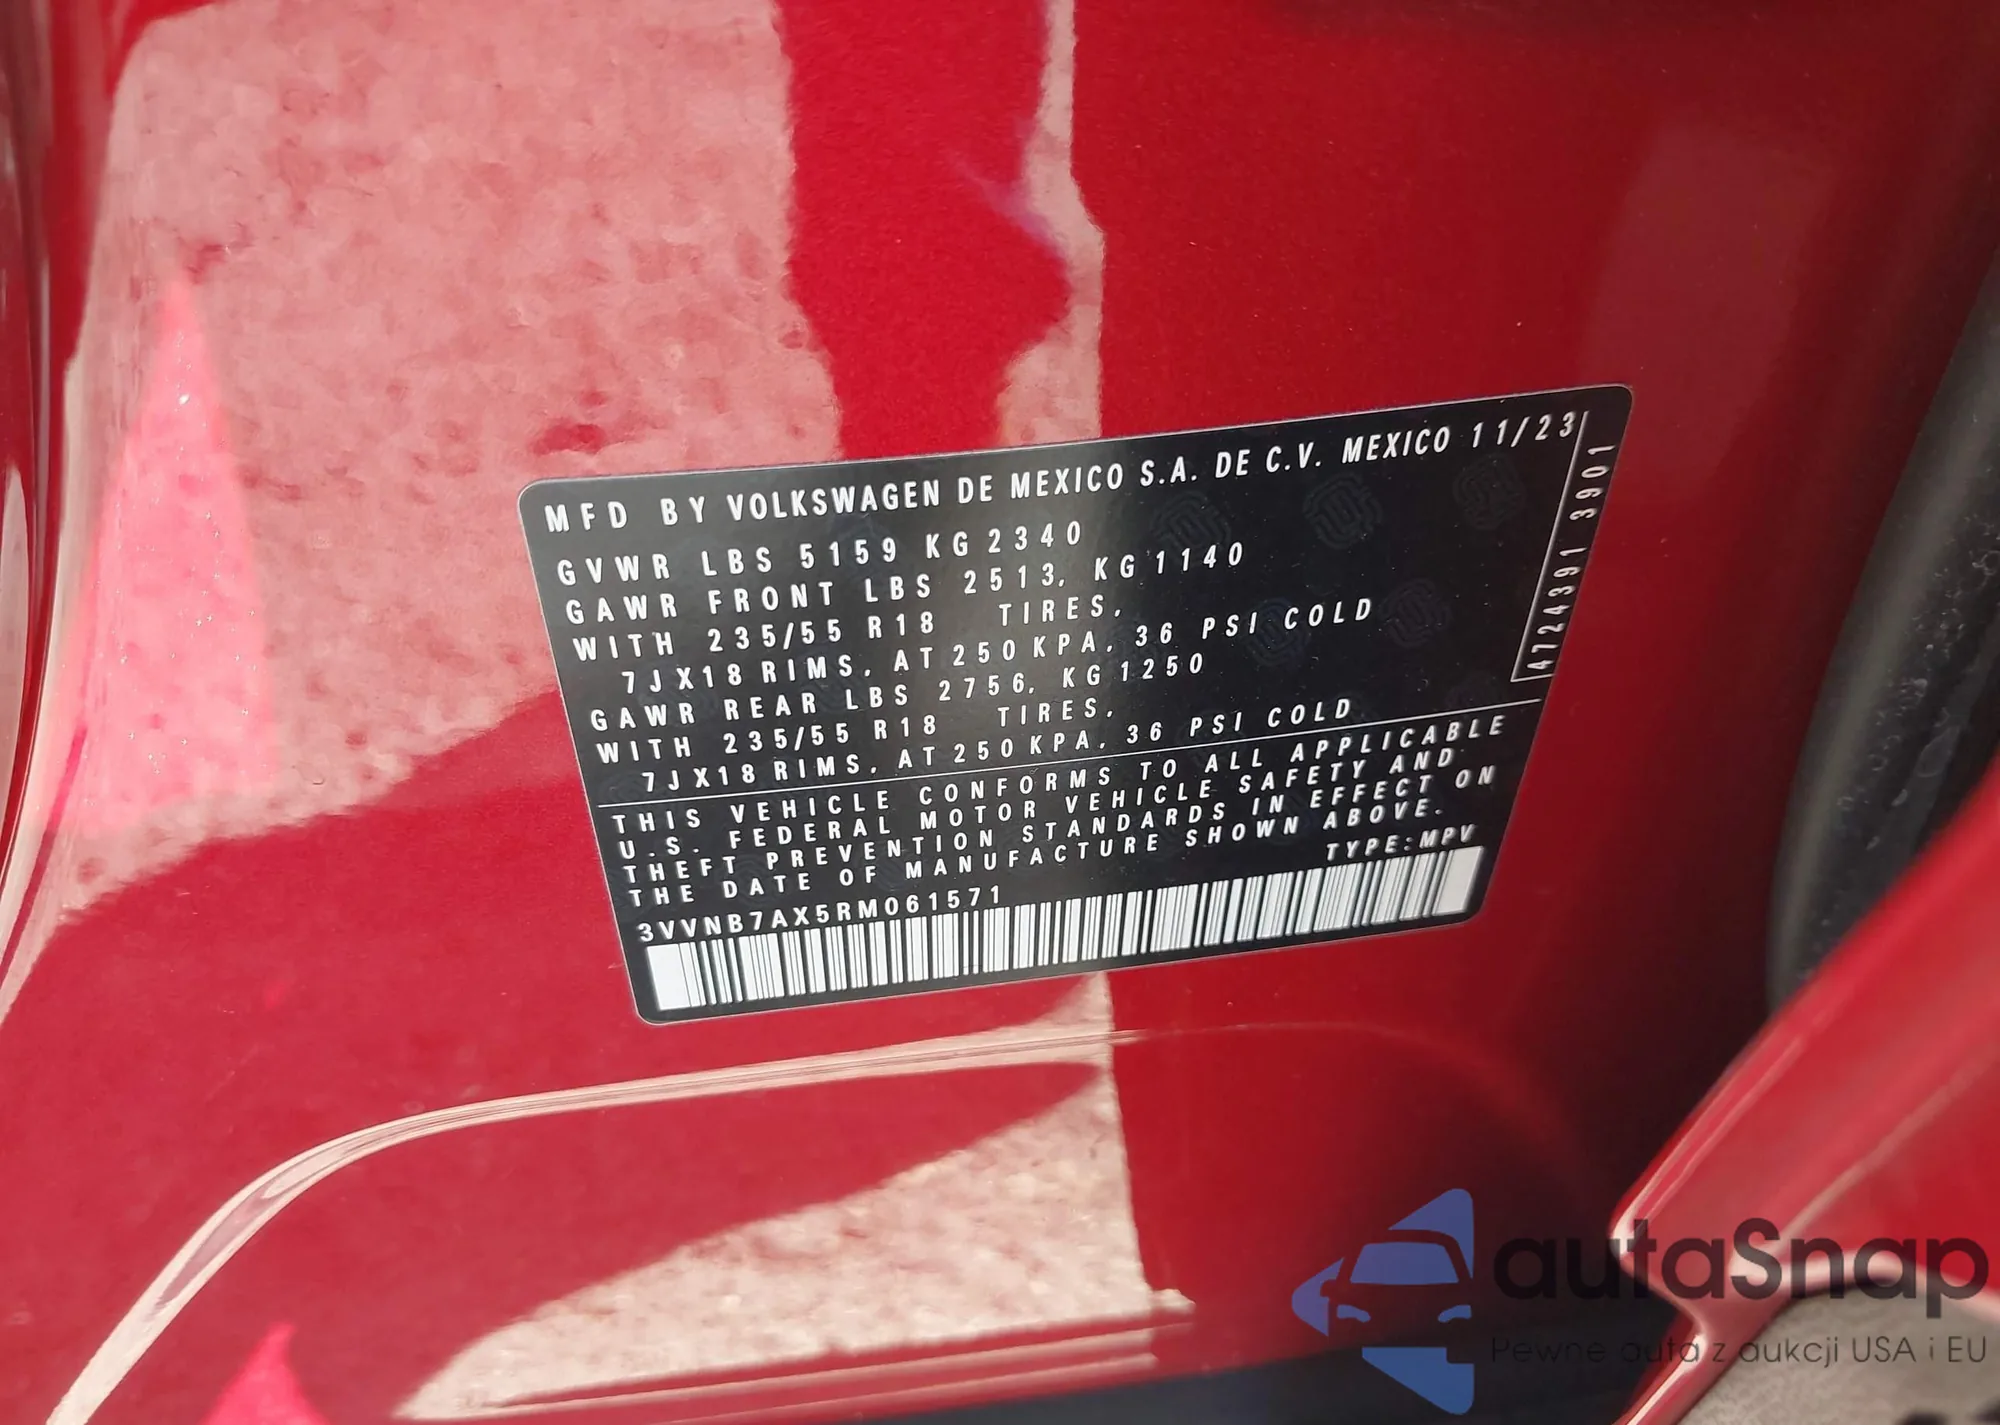 MFD BY VOLKSWAGEN DE MEXICO S.A. DE C.V. MEXICO 11/23
GVWR LBS 5159 KG 2340
GAWR FRONT LBS 2513, KG 1140
WITH 235/55 R18 TIRES,
7JX18 RIMS, AT 250 KPA, 36 PSI COLD
GAWR REAR LBS 2756, KG 1250
WITH 235/55 R18 TIRES,
7JX18 RIMS, AT 250 KPA, 36 PSI COLD
4724391 3901
THIS VEHICLE CONFORMS TO ALL APPLICABLE
U.S. FEDERAL MOTOR VEHICLE SAFETY AND
THEFT PREVENTION STANDARDS IN EFFECT ON
THE DATE OF MANUFACTURE SHOWN ABOVE.
TYPE:MPV
3VVNB7AX5RM061571
autaSnap
Pewne auta z aukcji USA i EU